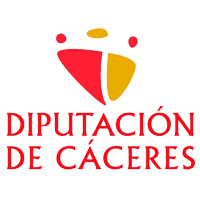 DIPUTACIÓN
DE CÁCERES